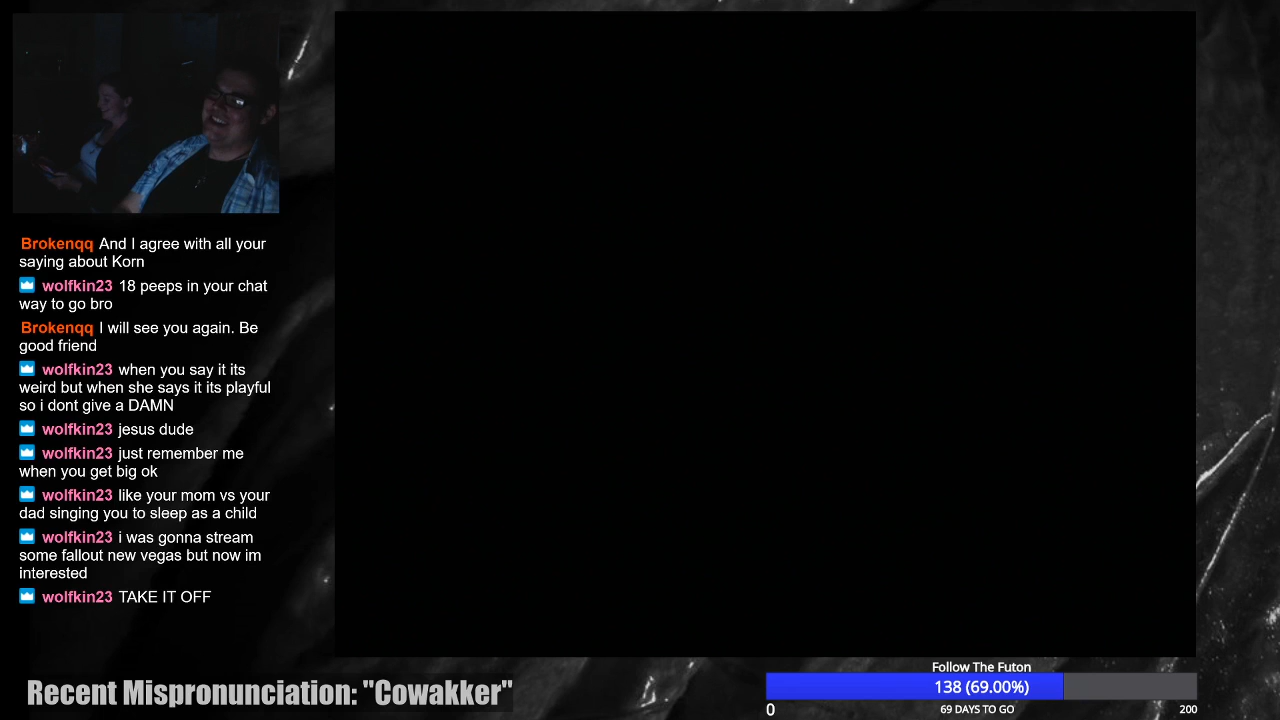 Brokenqq And I agree with all your
saying about Korn
wolfkin23 18 peeps in your chat
way to go bro
Brokenqq I will see you again. Be
good friend
wolfkin23 when you say it its
weird but when she says it its playful
so i dont give a DAMN
wolfkin23 jesus dude
wolfkin23 just remember me
when you get big ok
wolfkin23 like your mom vs your
dad singing you to sleep as a child
wolfkin23 i was gonna stream
some fallout new vegas but now im
interested
wolfkin23 TAKE IT OFF
Recent Mispronunciation: "Cowakker"
Follow The Futon
138 (69.00%)
0 69 DAYS TO GO 200